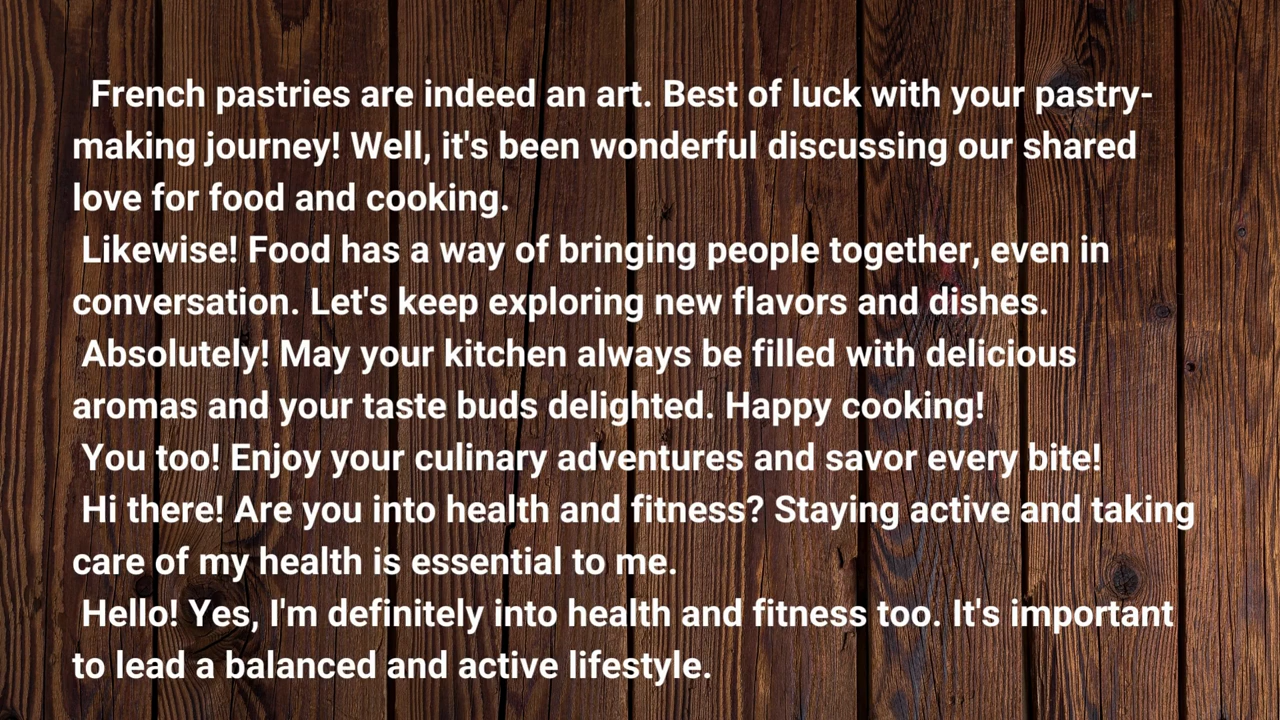 French pastries are indeed an art. Best of luck with your pastry-
making journey! Well, it's been wonderful discussing our shared
love for food and cooking.
Likewise! Food has a way of bringing people together, even in
conversation. Let's keep exploring new flavors and dishes.
Absolutely! May your kitchen always be filled with delicious
aromas and your taste buds delighted. Happy cooking!
You too! Enjoy your culinary adventures and savor every bite!
Hi there! Are you into health and fitness? Staying active and taking
care of my health is essential to me.
Hello! Yes, I'm definitely into health and fitness too. It's important
to lead a balanced and active lifestyle.